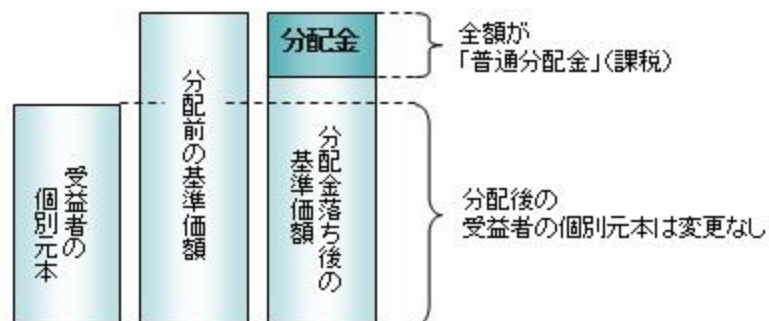 受益者の
個別元本
分配前の基準価額
分配金
分配金落ち後の
基準価額
全額が
「普通分配金」(課税)
分配後の
受益者の個別元本は変更なし